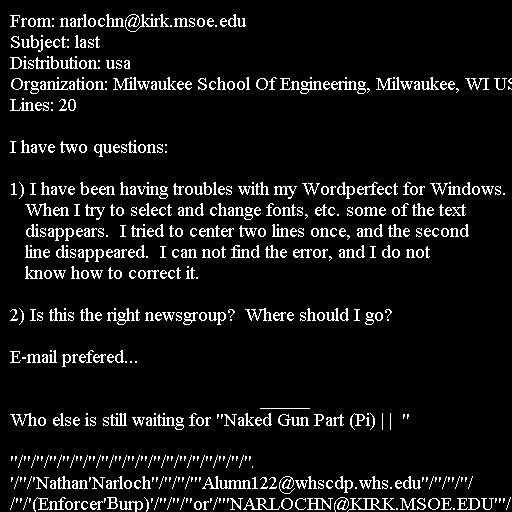 From: narlochn@kirk.msoe.edu
Subject: last
Distribution: usa
Organization: Milwaukee School Of Engineering, Milwaukee, WI US
Lines: 20
I have two questions:
1) I have been having troubles with my Wordperfect for Windows.
When I try to select and change fonts, etc. some of the text
disappears.  I tried to center two lines once, and the second
line disappeared.  I can not find the error, and I do not
know how to correct it.
2) Is this the right newsgroup?  Where should I go?
E-mail prefered...
_____
Who else is still waiting for "Naked Gun Part (Pi) | |  "
"/"/"/"/"/"/"/"/"/"/"/"/"/"/"/"/"/"/"/".
'/"/'Nathan'Narloch"/"/"/'"Alumn122@whscdp.whs.edu"/"/"/"/
/"/'(Enforcer'Burp)'/"/"/"or'/'"NARLOCHN@KIRK.MSOE.EDU'"/